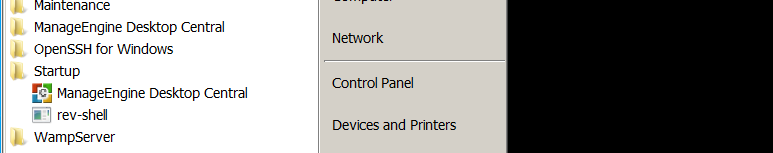 Maintenance
ManageEngine Desktop Central
OpenSSH for Windows
Startup
ManageEngine Desktop Central
rev-shell
WampServer
Computer
Network
Control Panel
Devices and Printers